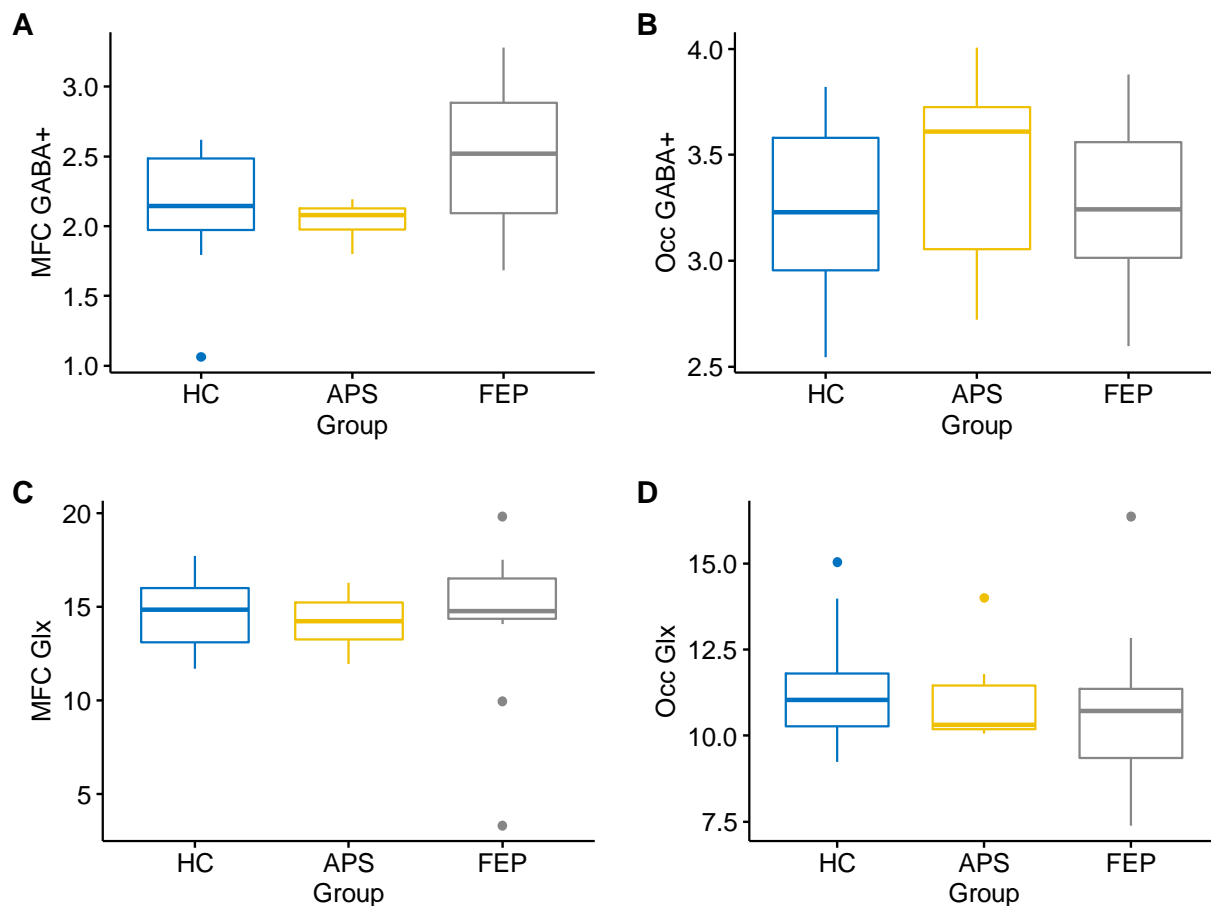 A
MFC GABA+
3.0
2.5
2.0
1.5
1.0
HC APS FEP
Group
B
Occ GABA+
4.0
3.5
3.0
2.5
HC APS FEP
Group
C
MFC Glx
20
15
10
5
HC APS FEP
Group
D
Occ Glx
15.0
12.5
10.0
7.5
HC APS FEP
Group